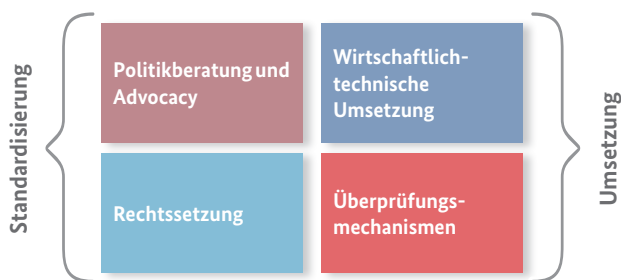 Standardisierung
Politikberatung und
Advocacy
Wirtschaftlich-
technische
Umsetzung
Rechtssetzung
Überprüfungs-
mechanismen
Umsetzung